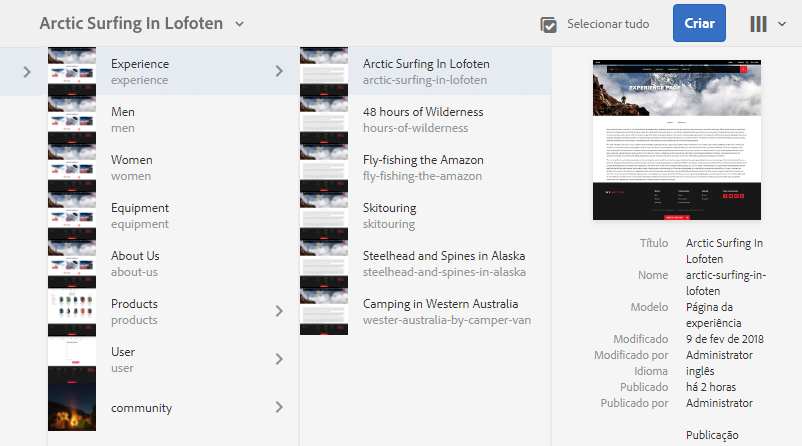 Arctic Surfing In Lofoten
Selecionar tudo
Criar
Experience
experience
Men
men
Women
women
Equipment
equipment
About Us
about-us
Products
products
User
user
community
Arctic Surfing In Lofoten
arctic-surfing-in-lofoten
48 hours of Wilderness
hours-of-wilderness
Fly-fishing the Amazon
fly-fishing-the-amazon
Skitouring
skitouring
Steelhead and Spines in Alaska
steelhead-and-spines-in-alaska
Camping in Western Australia
wester-australia-by-camper-van
EXPERIENCE PAGE
Título Arctic Surfing In
Lofoten
Nome arctic-surfing-in-
lofoten
Modelo Página da
experiência
Modificado 9 de fev de 2018
Modificado por Administrator
Idioma inglês
Publicado há 2 horas
Publicado por Administrator
Publicação